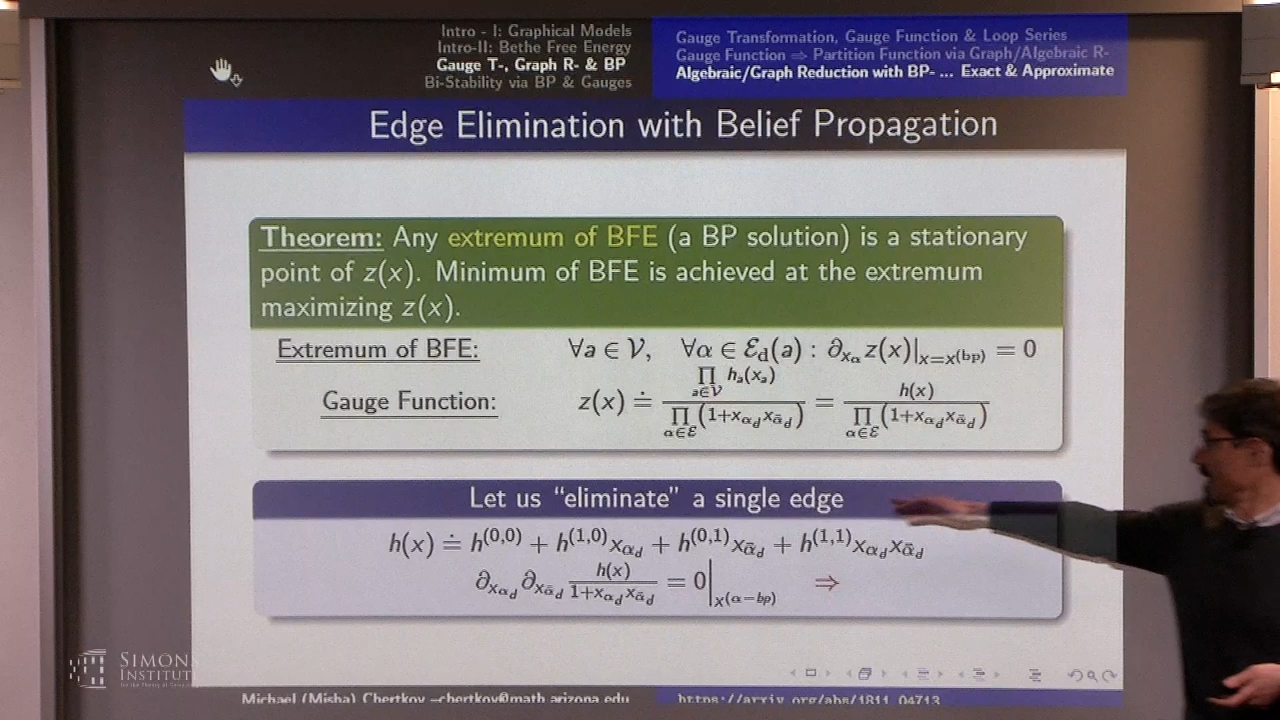 Intro - I: Graphical Models
Intro-II: Bethe Free Energy
Gauge T-, Graph R- & BP
Bi-Stability via BP & Gauges
Gauge Transformation, Gauge Function & Loop Series
Gauge Function ⇒ Partition Function via Graph/Algebraic R-
Algebraic/Graph Reduction with BP- ... Exact & Approximate
Edge Elimination with Belief Propagation
Theorem: Any extremum of BFE (a BP solution) is a stationary
point of z(x). Minimum of BFE is achieved at the extremum
maximizing z(x).
Extremum of BFE: ∀a ∈ 𝒱, ∀α ∈ ℰ_d(a) : ∂_{x_α} z(x)|_{x=x^{(bp)}} = 0
Gauge Function: z(x) ≐ ∏_{a∈𝒱} h_a(x_a) / ∏_{α∈ℰ} (1+x_{α_d}x_{ᾱ_d}) = h(x) / ∏_{α∈ℰ} (1+x_{α_d}x_{ᾱ_d})
Let us “eliminate” a single edge
h(x) ≐ h^{(0,0)} + h^{(1,0)}x_{α_d} + h^{(0,1)}x_{ᾱ_d} + h^{(1,1)}x_{α_d}x_{ᾱ_d}
∂_{x_{α_d}} ∂_{x_{ᾱ_d}} h(x) / 1+x_{α_d}x_{ᾱ_d} = 0|_{x^{(α−bp)}} ⇒
SIMONS
INSTITUTE
Michael (Misha) Chertkov –chertkov@math.arizona.edu
https://arxiv.org/abs/1811.04713